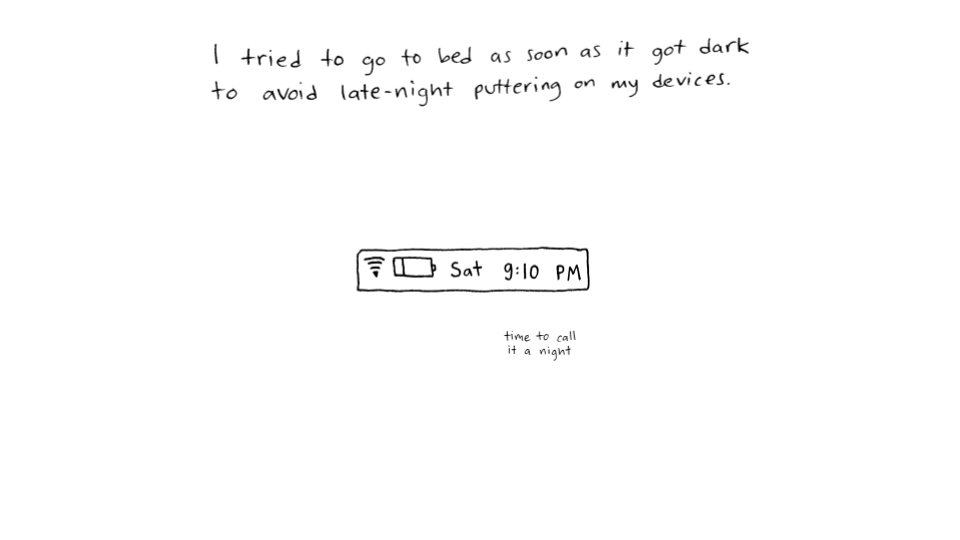 I tried to go to bed as soon as it got dark
to avoid late-night puttering on my devices.
Sat 9:10 PM
time to call
it a night